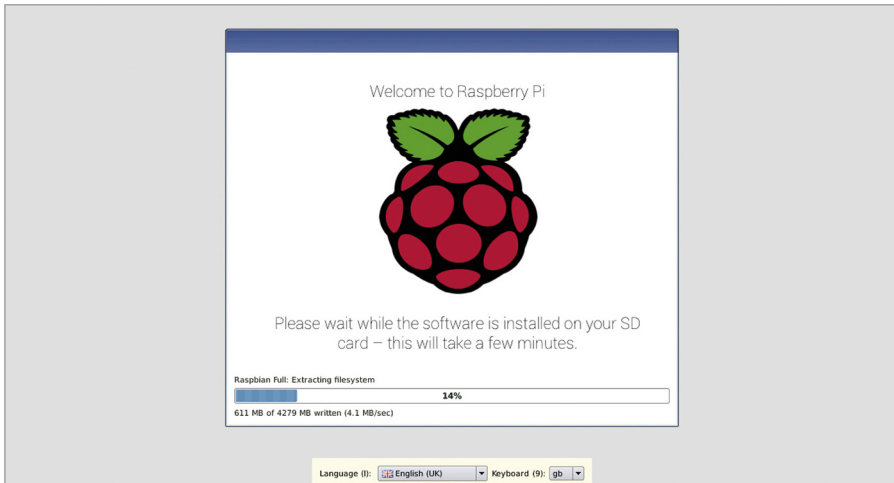 Welcome to Raspberry Pi
Please wait while the software is installed on your SD
card – this will take a few minutes.
Raspbian Full: Extracting filesystem
14%
611 MB of 4279 MB written (4.1 MB/sec)
Language (l): English (UK) Keyboard (9): gb